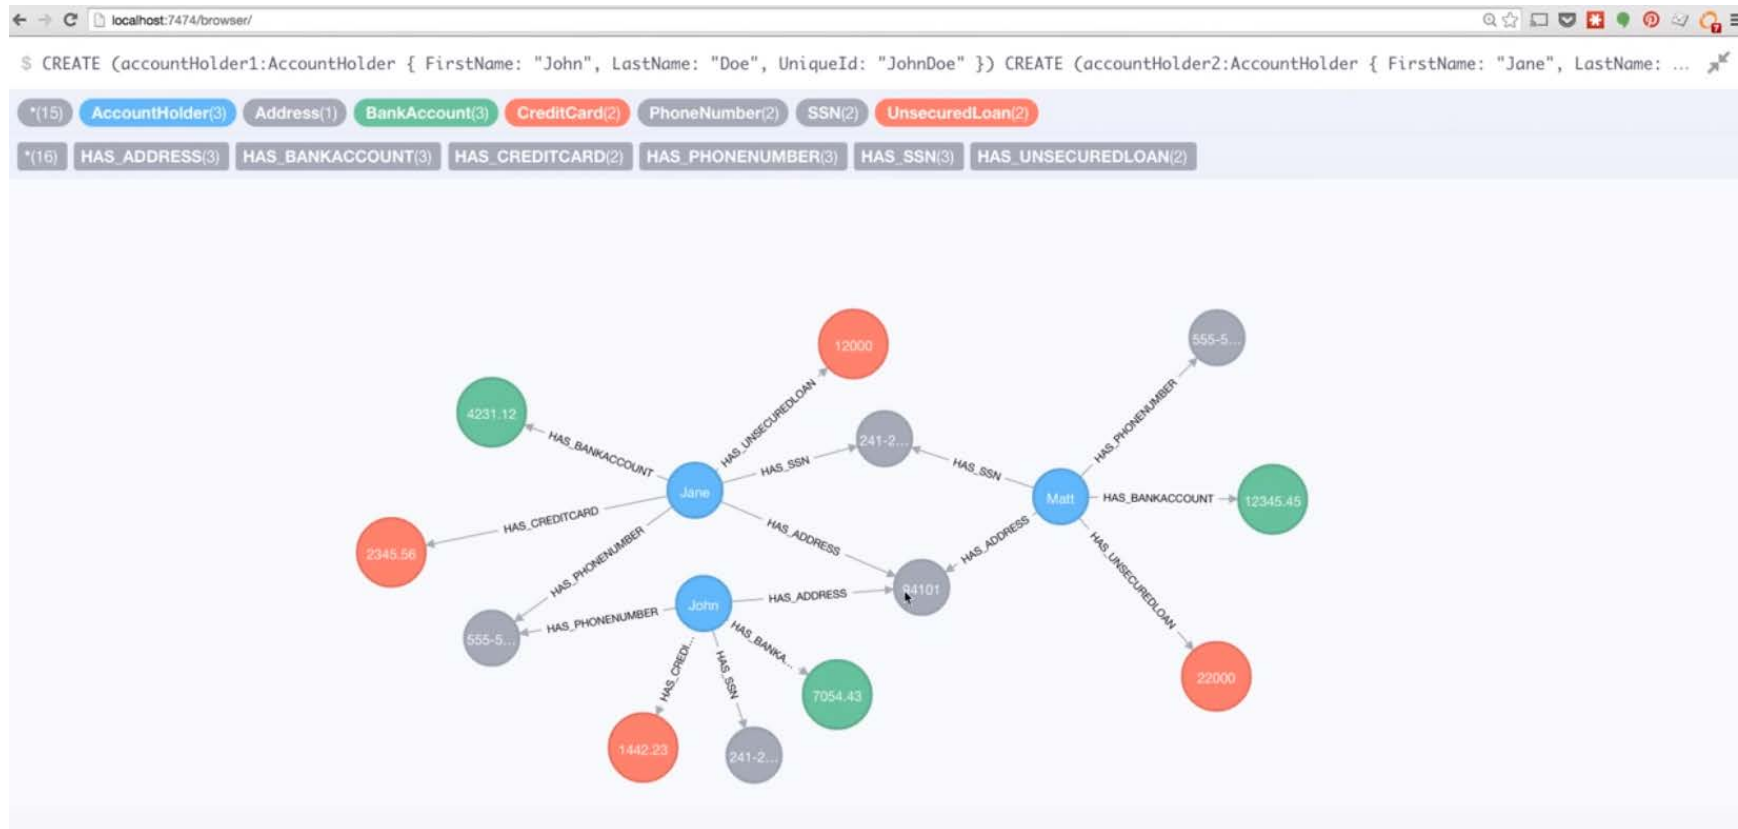 localhost:7474/browser/
$ CREATE (accountHolder1:AccountHolder { FirstName: "John", LastName: "Doe", UniqueId: "JohnDoe" }) CREATE (accountHolder2:AccountHolder { FirstName: "Jane", LastName: ...
*(15) AccountHolder(3) Address(1) BankAccount(3) CreditCard(2) PhoneNumber(2) SSN(2) UnsecuredLoan(2)
*(16) HAS_ADDRESS(3) HAS_BANKACCOUNT(3) HAS_CREDITCARD(2) HAS_PHONENUMBER(3) HAS_SSN(3) HAS_UNSECUREDLOAN(2)
12000
555-5...
4231.12
HAS_UNSECUREDLOAN
HAS_PHONENUMBER
241-2...
HAS_BANKACCOUNT
HAS_SSN
HAS_SSN
Jane
Matt
HAS_BANKACCOUNT
12345.45
HAS_CREDITCARD
HAS_ADDRESS
HAS_ADDRESS
2345.56
HAS_PHONENUMBER
HAS_UNSECUREDLOAN
94101
John
HAS_ADDRESS
HAS_PHONENUMBER
555-5...
HAS_BANKA...
HAS_CREDI...
HAS_SSN
22000
7054.43
1442.23
241-2...